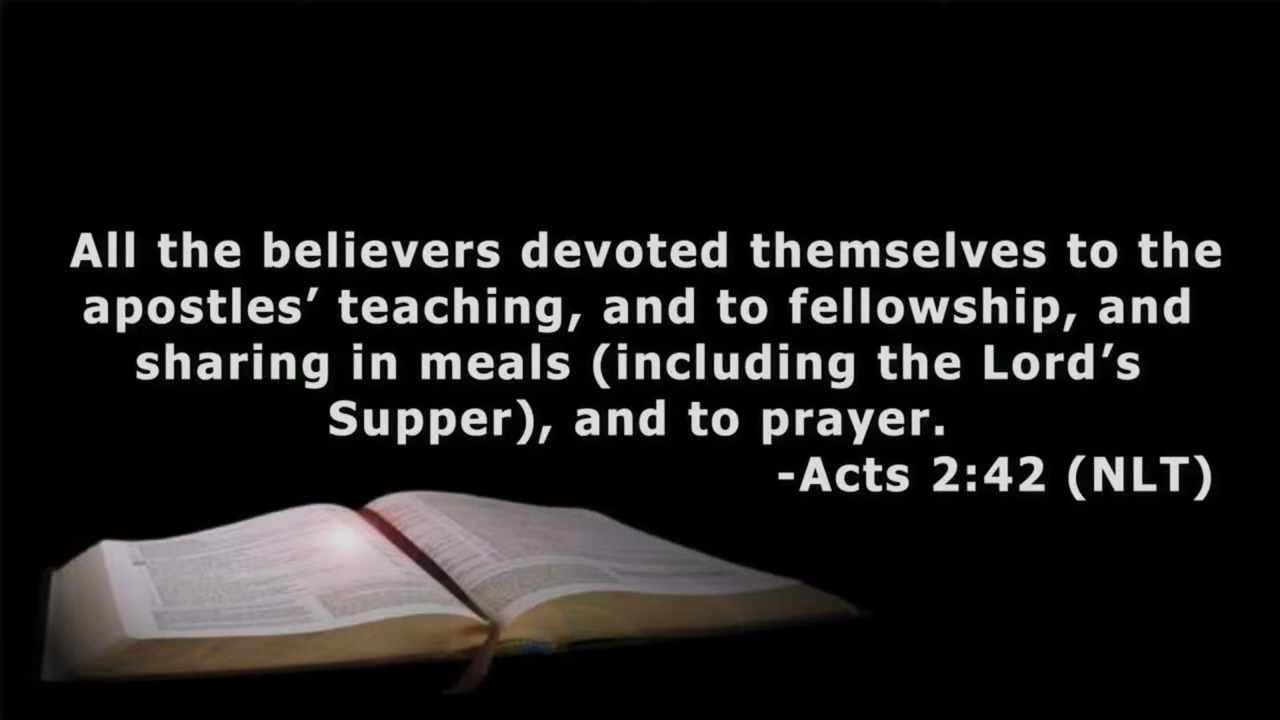 All the believers devoted themselves to the
apostles’ teaching, and to fellowship, and
sharing in meals (including the Lord’s
Supper), and to prayer.
-Acts 2:42 (NLT)